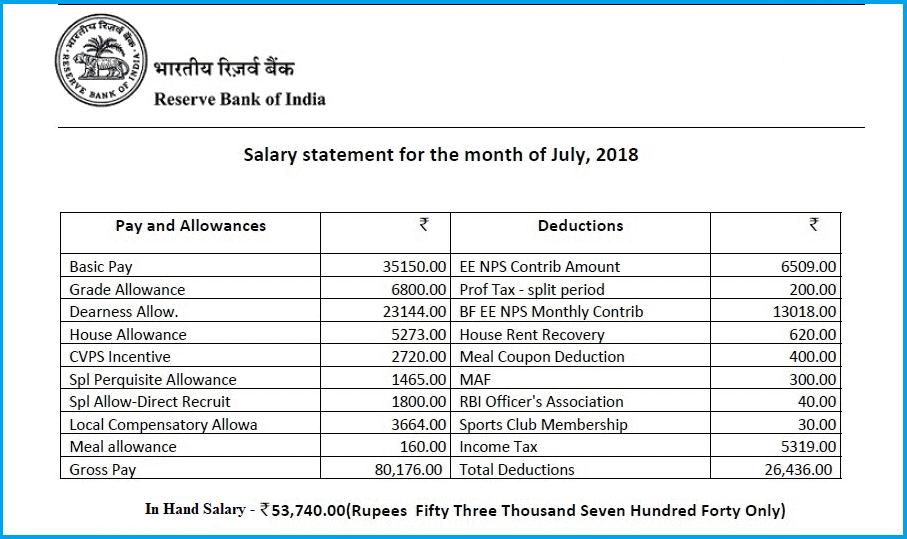 भारतीय रिज़र्व बैंक
RESERVE BANK OF INDIA
भारतीय रिज़र्व बैंक
Reserve Bank of India
Salary statement for the month of July, 2018
Pay and Allowances ₹ Deductions ₹
Basic Pay 35150.00 EE NPS Contrib Amount 6509.00
Grade Allowance 6800.00 Prof Tax - split period 200.00
Dearness Allow. 23144.00 BF EE NPS Monthly Contrib 13018.00
House Allowance 5273.00 House Rent Recovery 620.00
CVPS Incentive 2720.00 Meal Coupon Deduction 400.00
Spl Perquisite Allowance 1465.00 MAF 300.00
Spl Allow-Direct Recruit 1800.00 RBI Officer's Association 40.00
Local Compensatory Allowa 3664.00 Sports Club Membership 30.00
Meal allowance 160.00 Income Tax 5319.00
Gross Pay 80,176.00 Total Deductions 26,436.00
In Hand Salary - ₹53,740.00(Rupees Fifty Three Thousand Seven Hundred Forty Only)